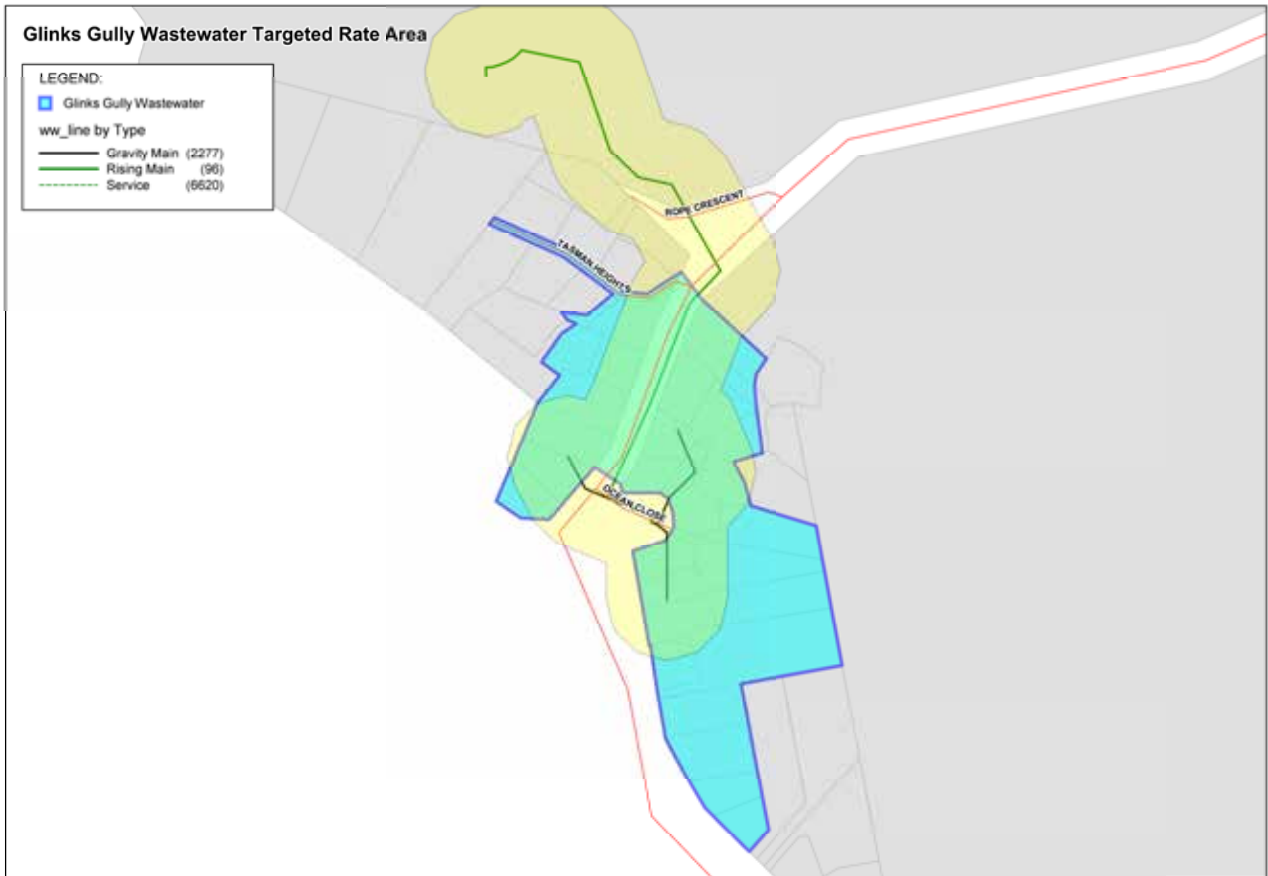 Glinks Gully Wastewater Targeted Rate Area
LEGEND:
Glinks Gully Wastewater
ww_line by Type
Gravity Main (2277)
Rising Main (96)
Service (6620)
ROPE CRESCENT
TASMAN HEIGHTS
OCEAN CLOSE